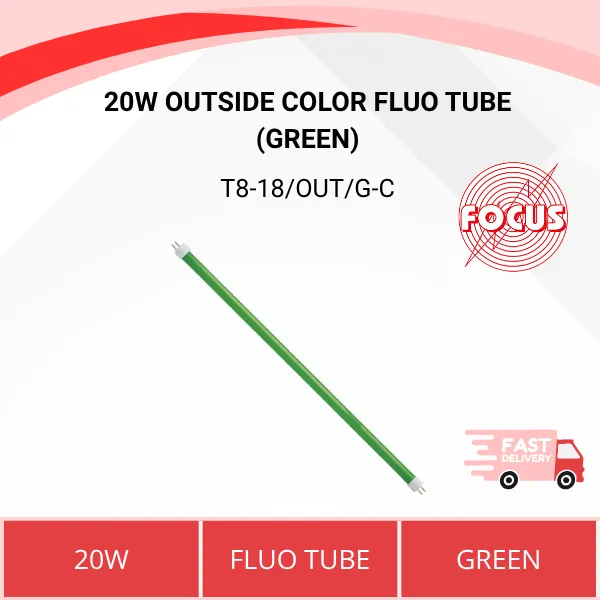 20W OUTSIDE COLOR FLUO TUBE
(GREEN)
T8-18/OUT/G-C
FOCUS
FAST
DELIVERY
20W
FLUO TUBE
GREEN